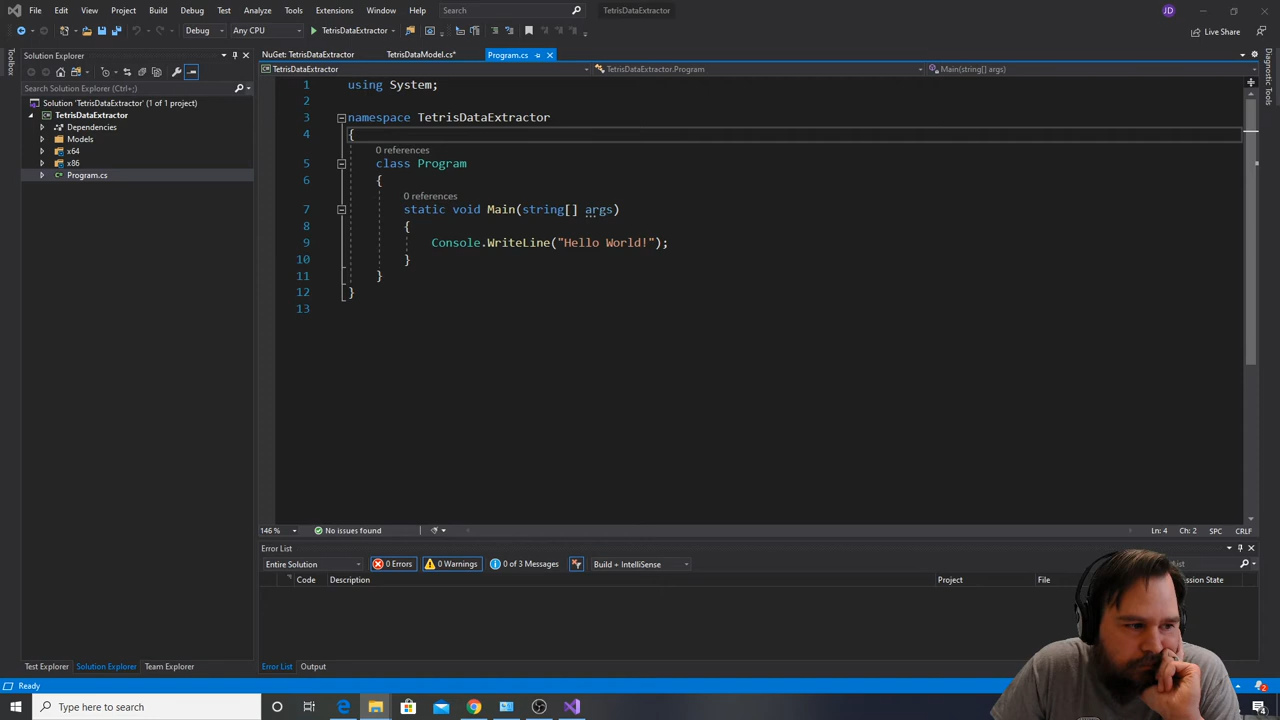 File Edit View Project Build Debug Test Analyze Tools Extensions Window Help Search TetrisDataExtractor JD
Debug Any CPU TetrisDataExtractor Live Share
Toolbox
Solution Explorer
Search Solution Explorer (Ctrl+;)
Solution 'TetrisDataExtractor' (1 of 1 project)
TetrisDataExtractor
Dependencies
Models
x64
x86
Program.cs
NuGet: TetrisDataExtractor TetrisDataModel.cs* Program.cs
TetrisDataExtractor TetrisDataExtractor.Program Main(string[] args)
1 using System;
2
3 namespace TetrisDataExtractor
4 {
0 references
5 class Program
6 {
0 references
7 static void Main(string[] args)
8 {
9 Console.WriteLine("Hello World!");
10 }
11 }
12 }
13
Diagnostic Tools
146 % No issues found Ln: 4 Ch: 2 SPC CRLF
Error List
Entire Solution 0 Errors 0 Warnings 0 of 3 Messages Build + IntelliSense
Code Description Project File
Error List Output
Test Explorer Solution Explorer Team Explorer
Ready
2
Type here to search
4